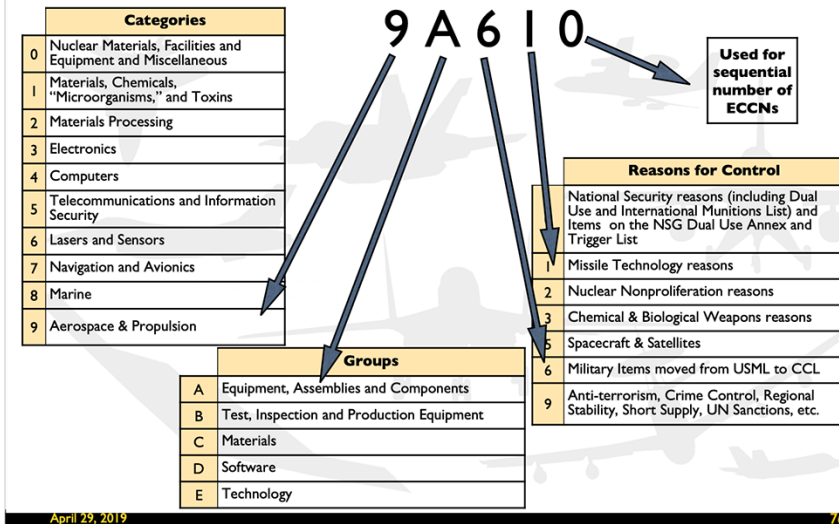 9 A 6 1 0
Categories
0 Nuclear Materials, Facilities and
Equipment and Miscellaneous
1 Materials, Chemicals,
"Microorganisms," and Toxins
2 Materials Processing
3 Electronics
4 Computers
5 Telecommunications and Information
Security
6 Lasers and Sensors
7 Navigation and Avionics
8 Marine
9 Aerospace & Propulsion
Used for
sequential
number of
ECCNs
Reasons for Control
National Security reasons (including Dual
Use and International Munitions List) and
Items on the NSG Dual Use Annex and
Trigger List
1 Missile Technology reasons
2 Nuclear Nonproliferation reasons
3 Chemical & Biological Weapons reasons
5 Spacecraft & Satellites
6 Military Items moved from USML to CCL
9 Anti-terrorism, Crime Control, Regional
Stability, Short Supply, UN Sanctions, etc.
Groups
A Equipment, Assemblies and Components
B Test, Inspection and Production Equipment
C Materials
D Software
E Technology
April 29, 2019